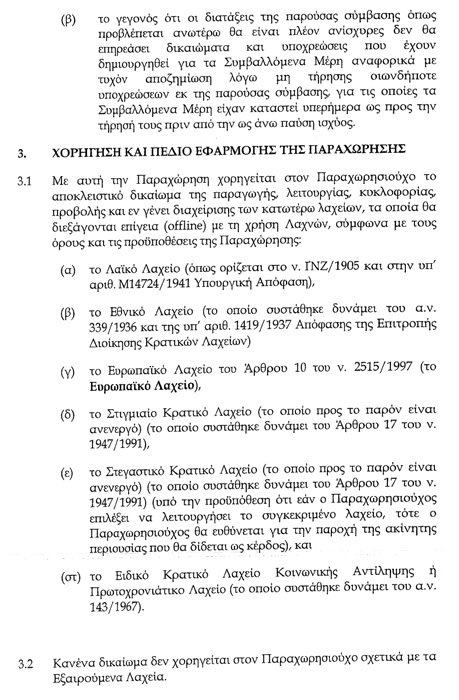 (β) το γεγονός ότι οι διατάξεις της παρούσας σύμβασης όπως
προβλέπεται ανωτέρω θα είναι πλέον ανίσχυρες δεν θα
επηρεάσει δικαιώματα και υποχρεώσεις που έχουν
δημιουργηθεί για τα Συμβαλλόμενα Μέρη αναφορικά με
τυχόν αποζημίωση λόγω μη τήρησης οιωνδήποτε
υποχρεώσεων εκ της παρούσας σύμβασης, για τις οποίες τα
Συμβαλλόμενα Μέρη είχαν καταστεί υπερήμερα ως προς την
τήρησή τους πριν από την ως άνω παύση ισχύος.
3. ΧΟΡΗΓΗΣΗ ΚΑΙ ΠΕΔΙΟ ΕΦΑΡΜΟΓΗΣ ΤΗΣ ΠΑΡΑΧΩΡΗΣΗΣ
3.1 Με αυτή την Παραχώρηση χορηγείται στον Παραχωρησιούχο το
αποκλειστικό δικαίωμα της παραγωγής, λειτουργίας, κυκλοφορίας,
προβολής και εν γένει διαχείρισης των κατωτέρω λαχείων, τα οποία θα
διεξάγονται επίγεια (offline) με τη χρήση Λαχνών, σύμφωνα με τους
όρους και τις προϋποθέσεις της Παραχώρησης:
(α) το Λαϊκό Λαχείο (όπως ορίζεται στο ν. ΓΝΖ/1905 και στην υπ'
αριθ. Μ14724/1941 Υπουργική Απόφαση),
(β) το Εθνικό Λαχείο (το οποίο συστάθηκε δυνάμει του α.ν.
339/1936 και της υπ' αριθ. 1419/1937 Απόφασης της Επιτροπής
Διοίκησης Κρατικών Λαχείων)
(γ) το Ευρωπαϊκό Λαχείο του Άρθρου 10 του ν. 2515/1997 (το
Ευρωπαϊκό Λαχείο),
(δ) το Στιγμιαίο Κρατικό Λαχείο (το οποίο προς το παρόν είναι
ανενεργό) (το οποίο συστάθηκε δυνάμει του Άρθρου 17 του ν.
1947/1991),
(ε) το Στεγαστικό Κρατικό Λαχείο (το οποίο προς το παρόν είναι
ανενεργό) (το οποίο συστάθηκε δυνάμει του Άρθρου 17 του ν.
1947/1991) (υπό την προϋπόθεση ότι εάν ο Παραχωρησιούχος
επιλέξει να λειτουργήσει το συγκεκριμένο λαχείο, τότε ο
Παραχωρησιούχος θα ευθύνεται για την παροχή της ακίνητης
περιουσίας που θα δίδεται ως κέρδος), και
(στ) το Ειδικό Κρατικό Λαχείο Κοινωνικής Αντίληψης ή
Πρωτοχρονιάτικο Λαχείο (το οποίο συστάθηκε δυνάμει του α.ν.
143/1967).
3.2 Κανένα δικαίωμα δεν χορηγείται στον Παραχωρησιούχο σχετικά με τα
Εξαιρούμενα Λαχεία.